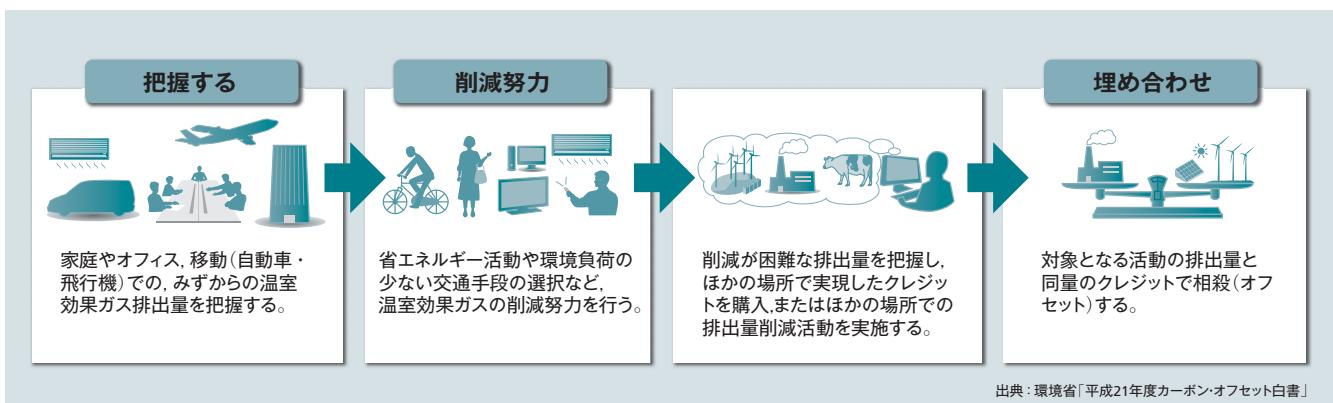 把握する
家庭やオフィス，移動（自動車・
飛行機）での，みずからの温室
効果ガス排出量を把握する。
削減努力
省エネルギー活動や環境負荷の
少ない交通手段の選択など，
温室効果ガスの削減努力を行う。
削減が困難な排出量を把握し，
ほかの場所で実現したクレジッ
トを購入，またはほかの場所での
排出量削減活動を実施する。
埋め合わせ
対象となる活動の排出量と
同量のクレジットで相殺（オフ
セット）する。
出典：環境省「平成21年度カーボン・オフセット白書」